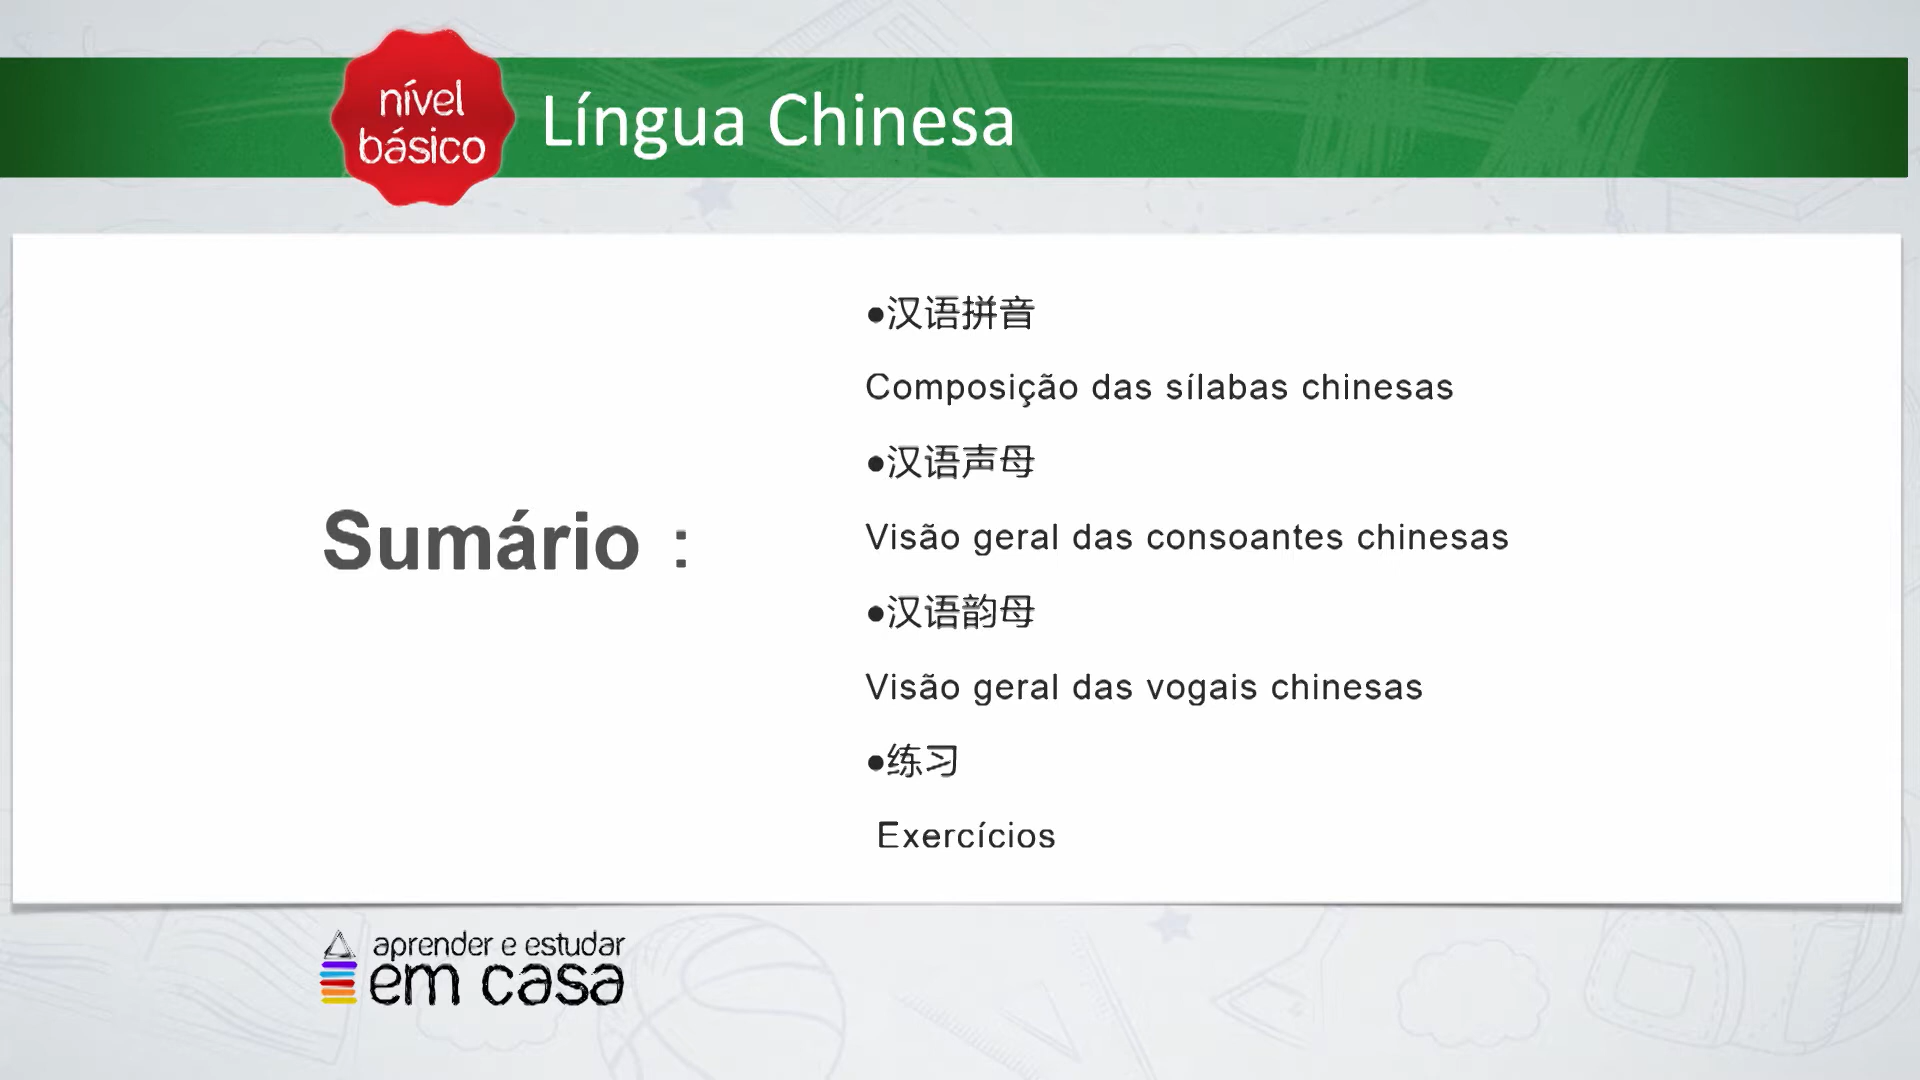 nível
básico
Língua Chinesa
Sumário：
●汉语拼音
Composição das sílabas chinesas
●汉语声母
Visão geral das consoantes chinesas
●汉语韵母
Visão geral das vogais chinesas
●练习
Exercícios
aprender e estudar
em casa